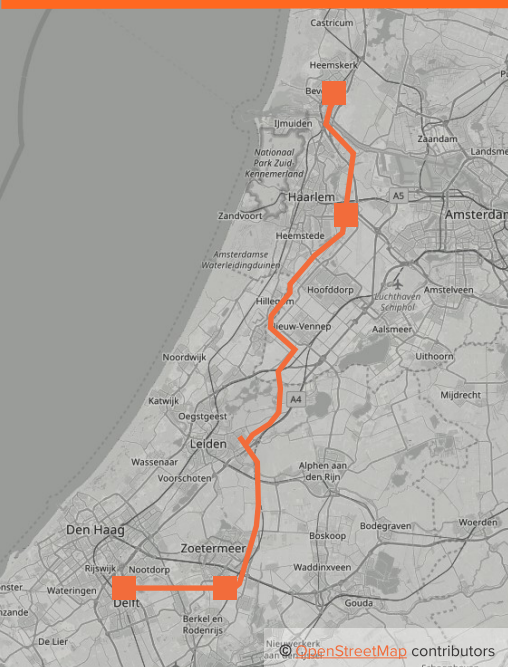 Castricum
Heemskerk
Bev
IJmuiden
Zaandam
Landsme
Nationaal
Park Zuid-
Kennemerland
Haarlem
A5
Zandvoort
Amsterdam
Heemstede
Amsterdamse
Waterleidingduinen
Hoofddorp
Luchthaven
Schiphol
Amstelveen
Hillegom
Nieuw-Vennep
Aalsmeer
Noordwijk
Uithoorn
Katwijk
A4
Mijdrecht
Oegstgeest
Leiden
Wassenaar
Alphen aan
den Rijn
Voorschoten
Den Haag
Bodegraven
Woerden
Boskoop
Zoetermeer
Rijswijk
Nootdorp
Waddinxveen
nster
Wateringen
Delft
Gouda
nzande
Berkel en
Rodenrijs
De Lier
© OpenStreetMap contributors